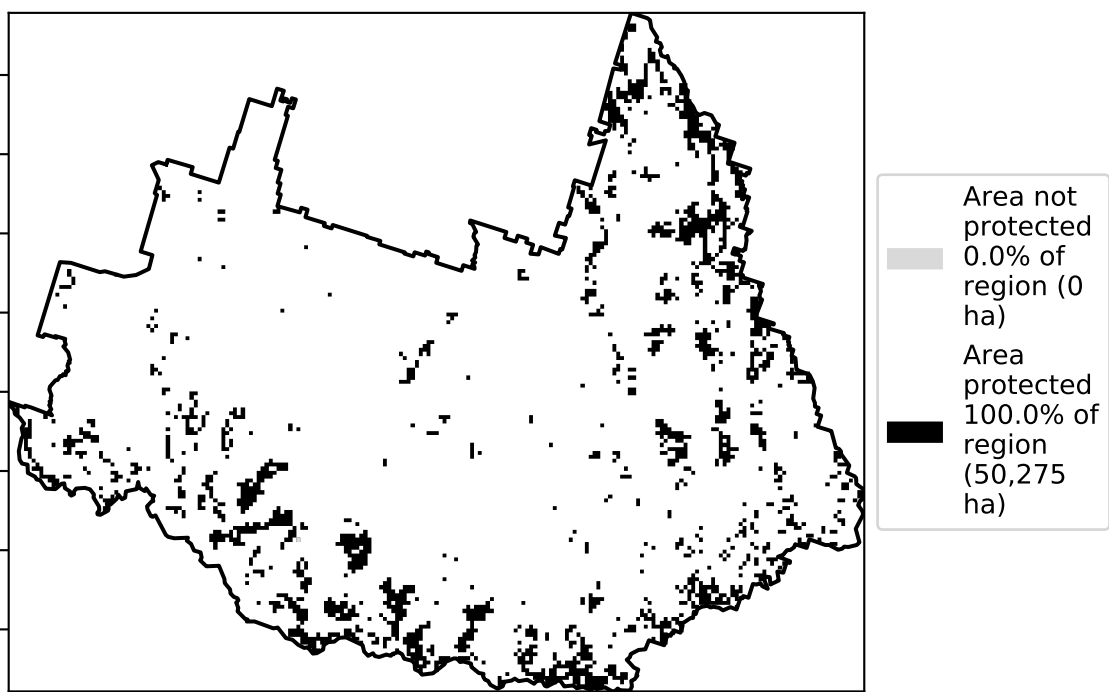 Area not
protected
0.0% of
region (0
ha)
Area
protected
100.0% of
region
(50,275
ha)